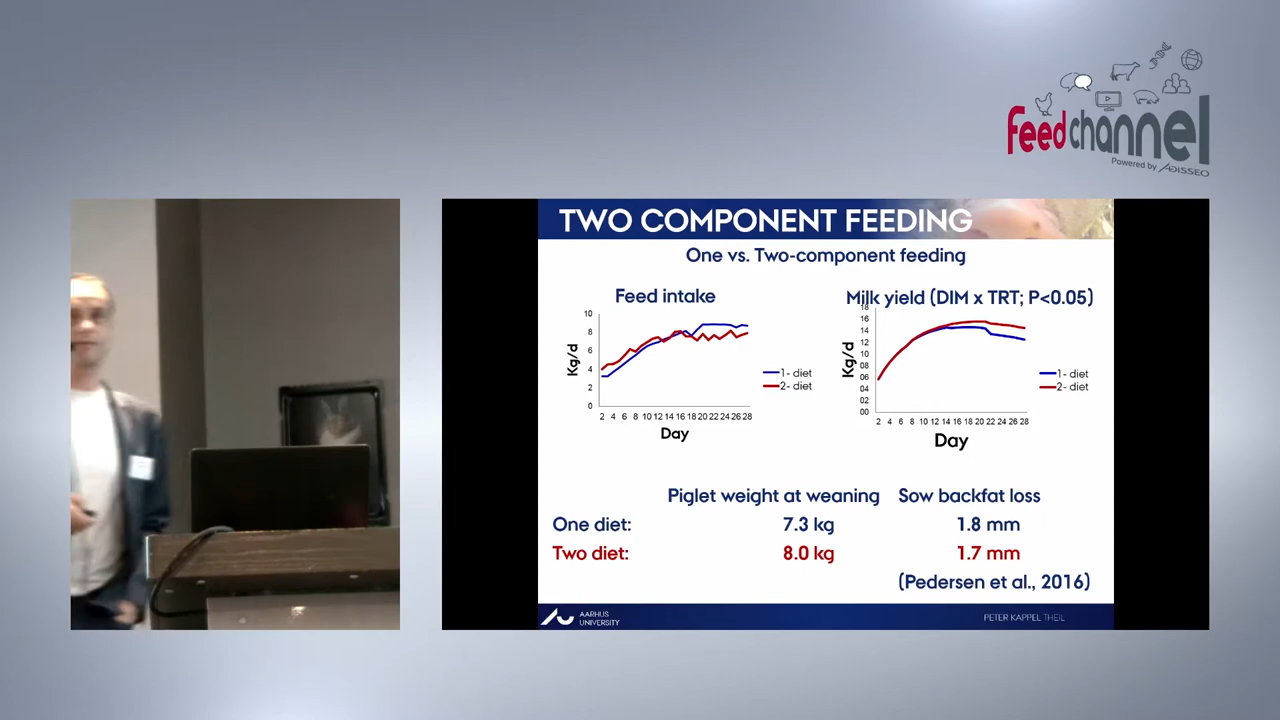 feedchannel
Powered by ADISSEO
TWO COMPONENT FEEDING
One vs. Two-component feeding
Feed intake
Kg/d
10
8
6
4
2
0
2 4 6 8 10 12 14 16 18 20 22 24 26 28
Day
1- diet
2- diet
Milk yield (DIM x TRT; P<0.05)
Kg/d
18
16
14
12
10
08
06
04
02
00
2 4 6 8 10 12 14 16 18 20 22 24 26 28
Day
1- diet
2- diet
Piglet weight at weaning Sow backfat loss
One diet: 7.3 kg 1.8 mm
Two diet: 8.0 kg 1.7 mm
(Pedersen et al., 2016)
AARHUS
UNIVERSITY
PETER KAPPEL THEIL